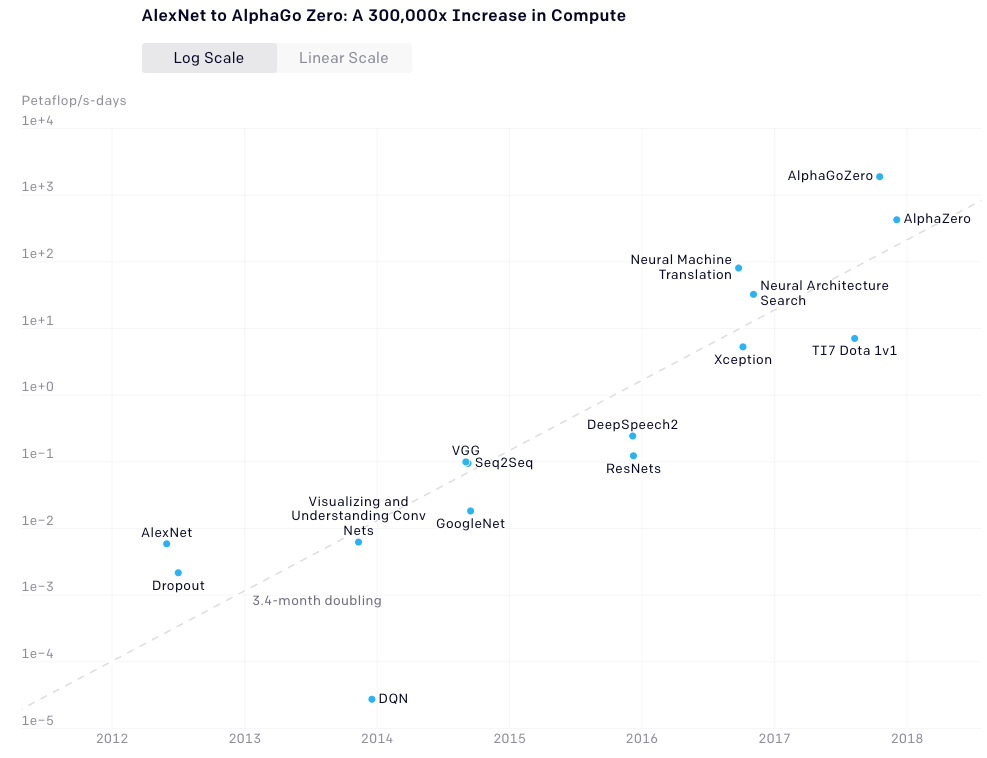 AlexNet to AlphaGo Zero: A 300,000x Increase in Compute
Log Scale
Linear Scale
Petaflop/s-days
1e+4
1e+3
1e+2
1e+1
1e+0
1e-1
1e-2
1e-3
1e-4
1e-5
AlphaGoZero
AlphaZero
Neural Machine
Translation
Neural Architecture
Search
TI7 Dota 1v1
Xception
DeepSpeech2
ResNets
VGG
Seq2Seq
Visualizing and
Understanding Conv
Nets
GoogleNet
AlexNet
Dropout
3.4-month doubling
DQN
2012
2013
2014
2015
2016
2017
2018